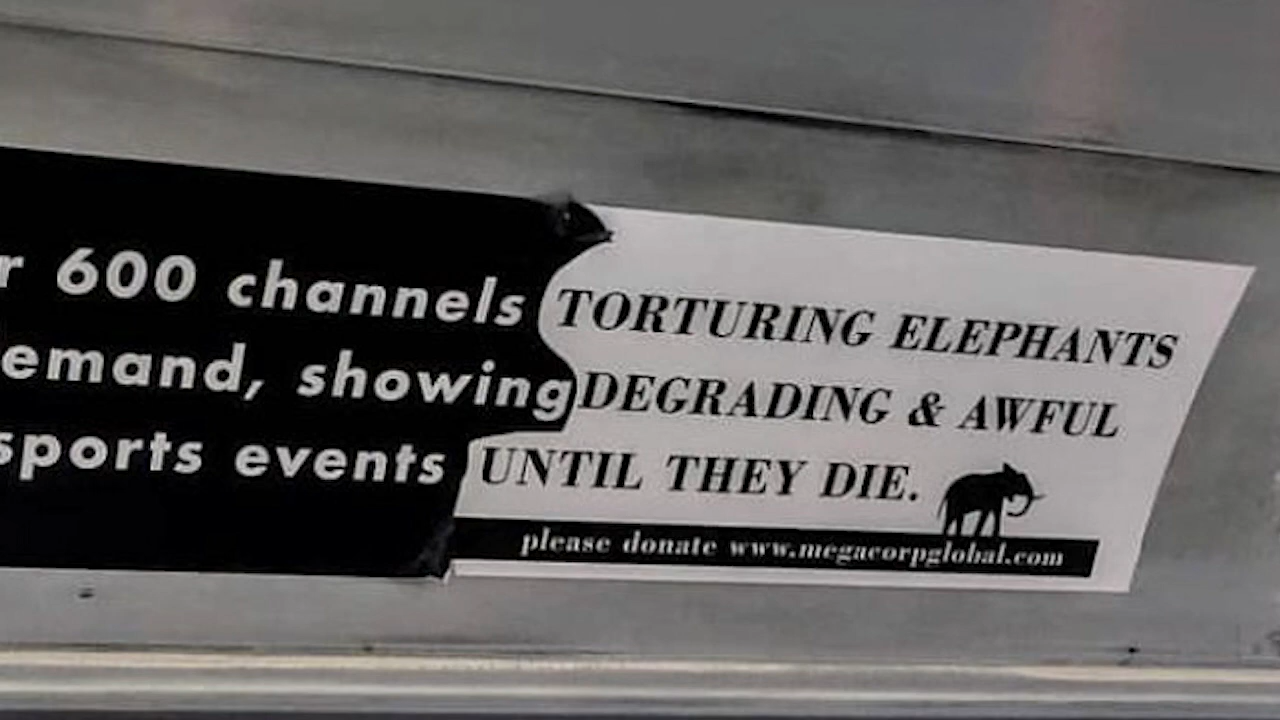 r 600 channels TORTURING ELEPHANTS
emand, showing DEGRADING & AWFUL
sports events UNTIL THEY DIE.
please donate www.megacorpglobal.com